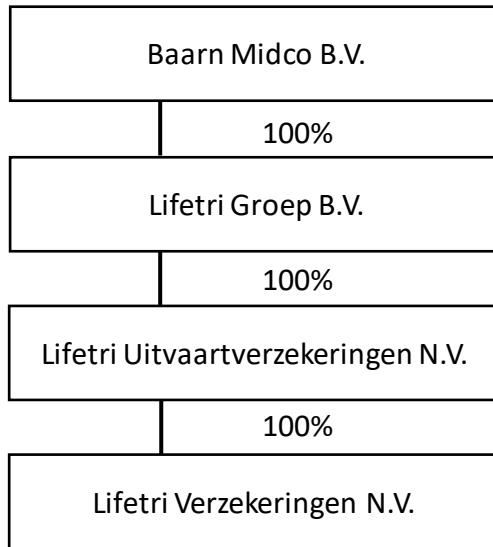 Baarn Midco B.V.
100%
Lifetri Groep B.V.
100%
Lifetri Uitvaartverzekeringen N.V.
100%
Lifetri Verzekeringen N.V.